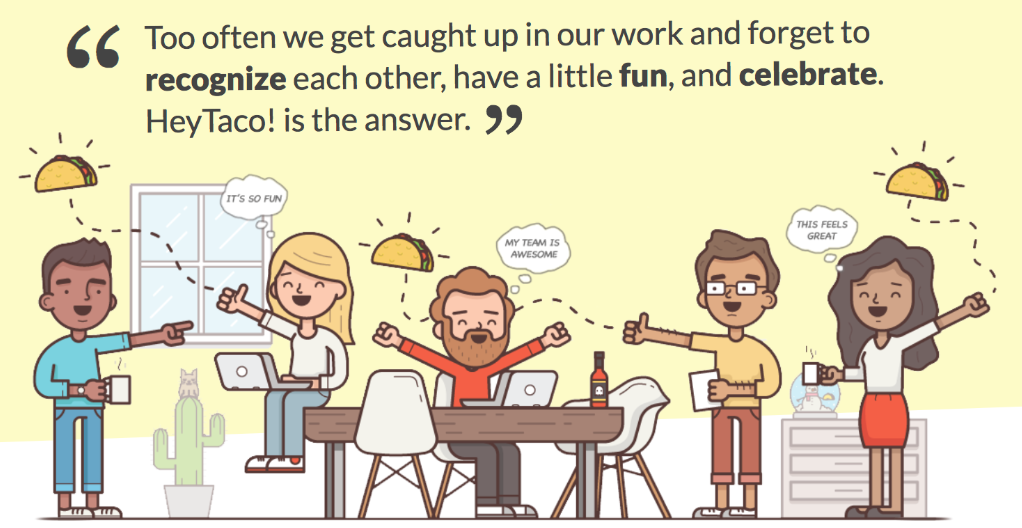 “ Too often we get caught up in our work and forget to
recognize each other, have a little fun, and celebrate.
HeyTaco! is the answer. ”
IT'S SO FUN
MY TEAM IS
AWESOME
THIS FEELS
GREAT